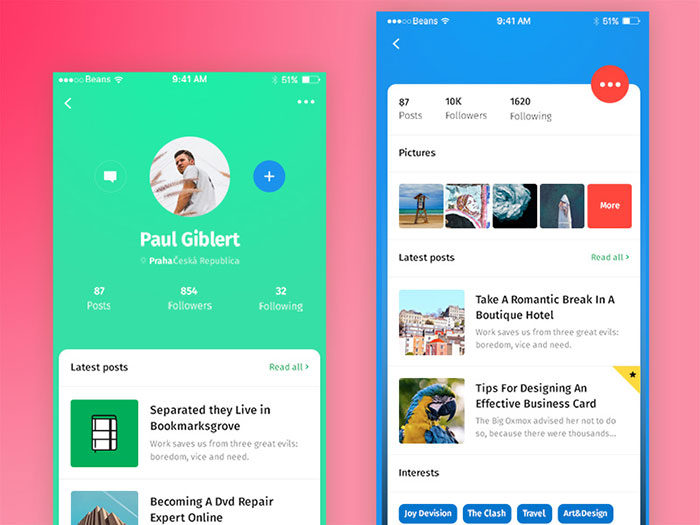 Beans 9:41 AM 51%
Paul Giblert
Praha Česká Republica
87 854 32
Posts Followers Following
Latest posts Read all >
Separated they Live in
Bookmarksgrove
Work saves us from three great evils:
boredom, vice and need.
Becoming A Dvd Repair
Expert Online
Beans 9:41 AM 51%
87 10K 1620
Posts Followers Following
Pictures
More
Latest posts Read all >
Take A Romantic Break In A
Boutique Hotel
Work saves us from three great evils:
boredom, vice and need.
Tips For Designing An
Effective Business Card
The Big Oxmox advised her not to do
so, because there were thousands...
Interests
Joy Devision The Clash Travel Art&Design